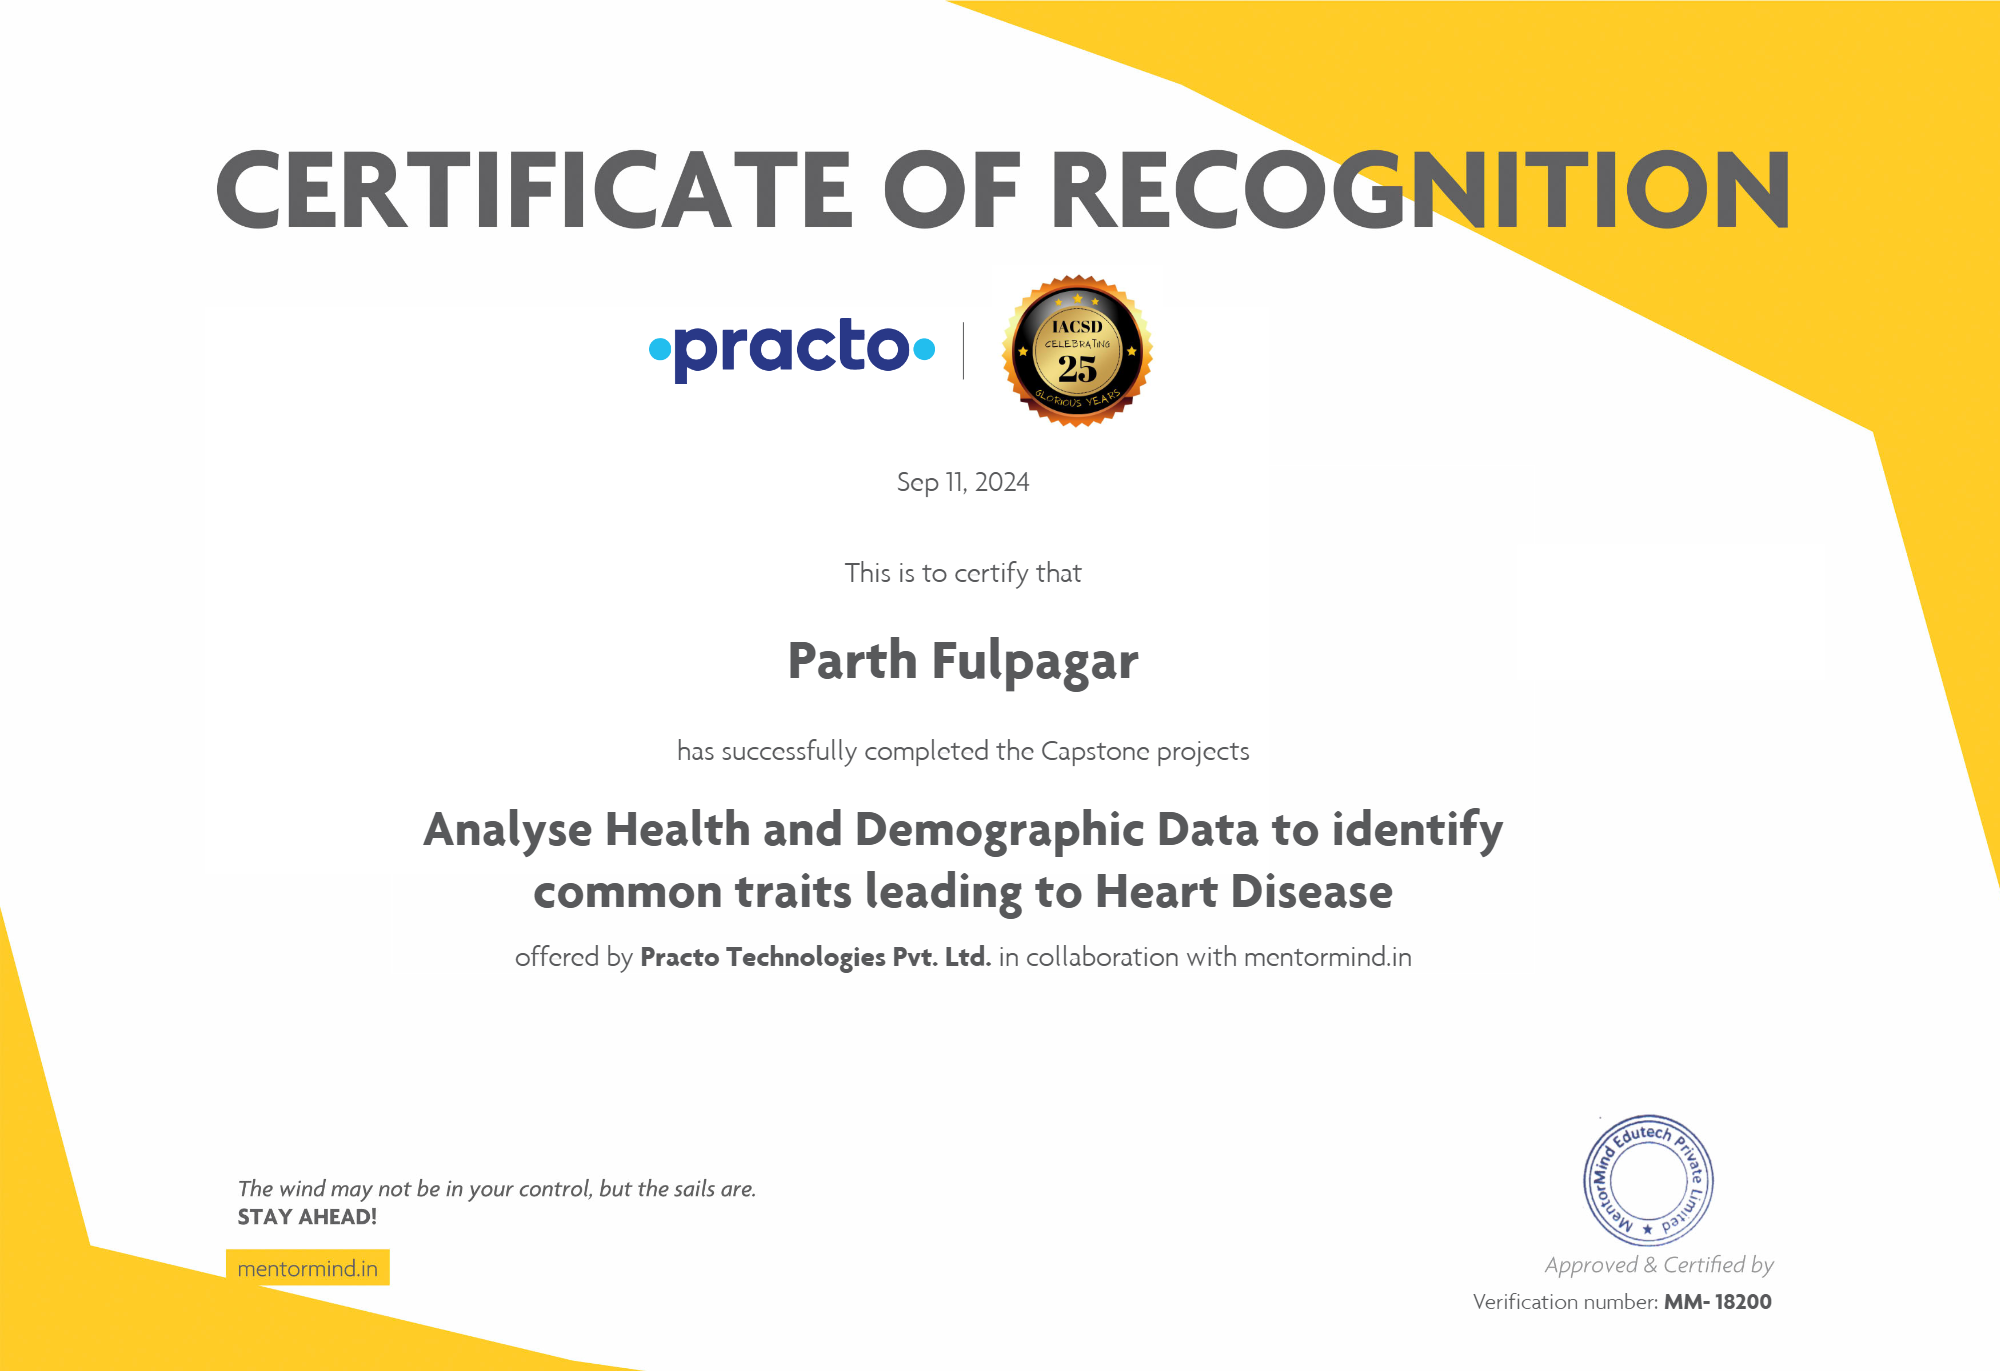 CERTIFICATE OF RECOGNITION
practo
IACSD
CELEBRATING
25
GLORIOUS YEARS
Sep 11, 2024
This is to certify that
Parth Fulpagar
has successfully completed the Capstone projects
Analyse Health and Demographic Data to identify
common traits leading to Heart Disease
offered by Practo Technologies Pvt. Ltd. in collaboration with mentormind.in
The wind may not be in your control, but the sails are.
STAY AHEAD!
mentormind.in
MentorMind Edutech Private Limited
Approved & Certified by
Verification number: MM- 18200